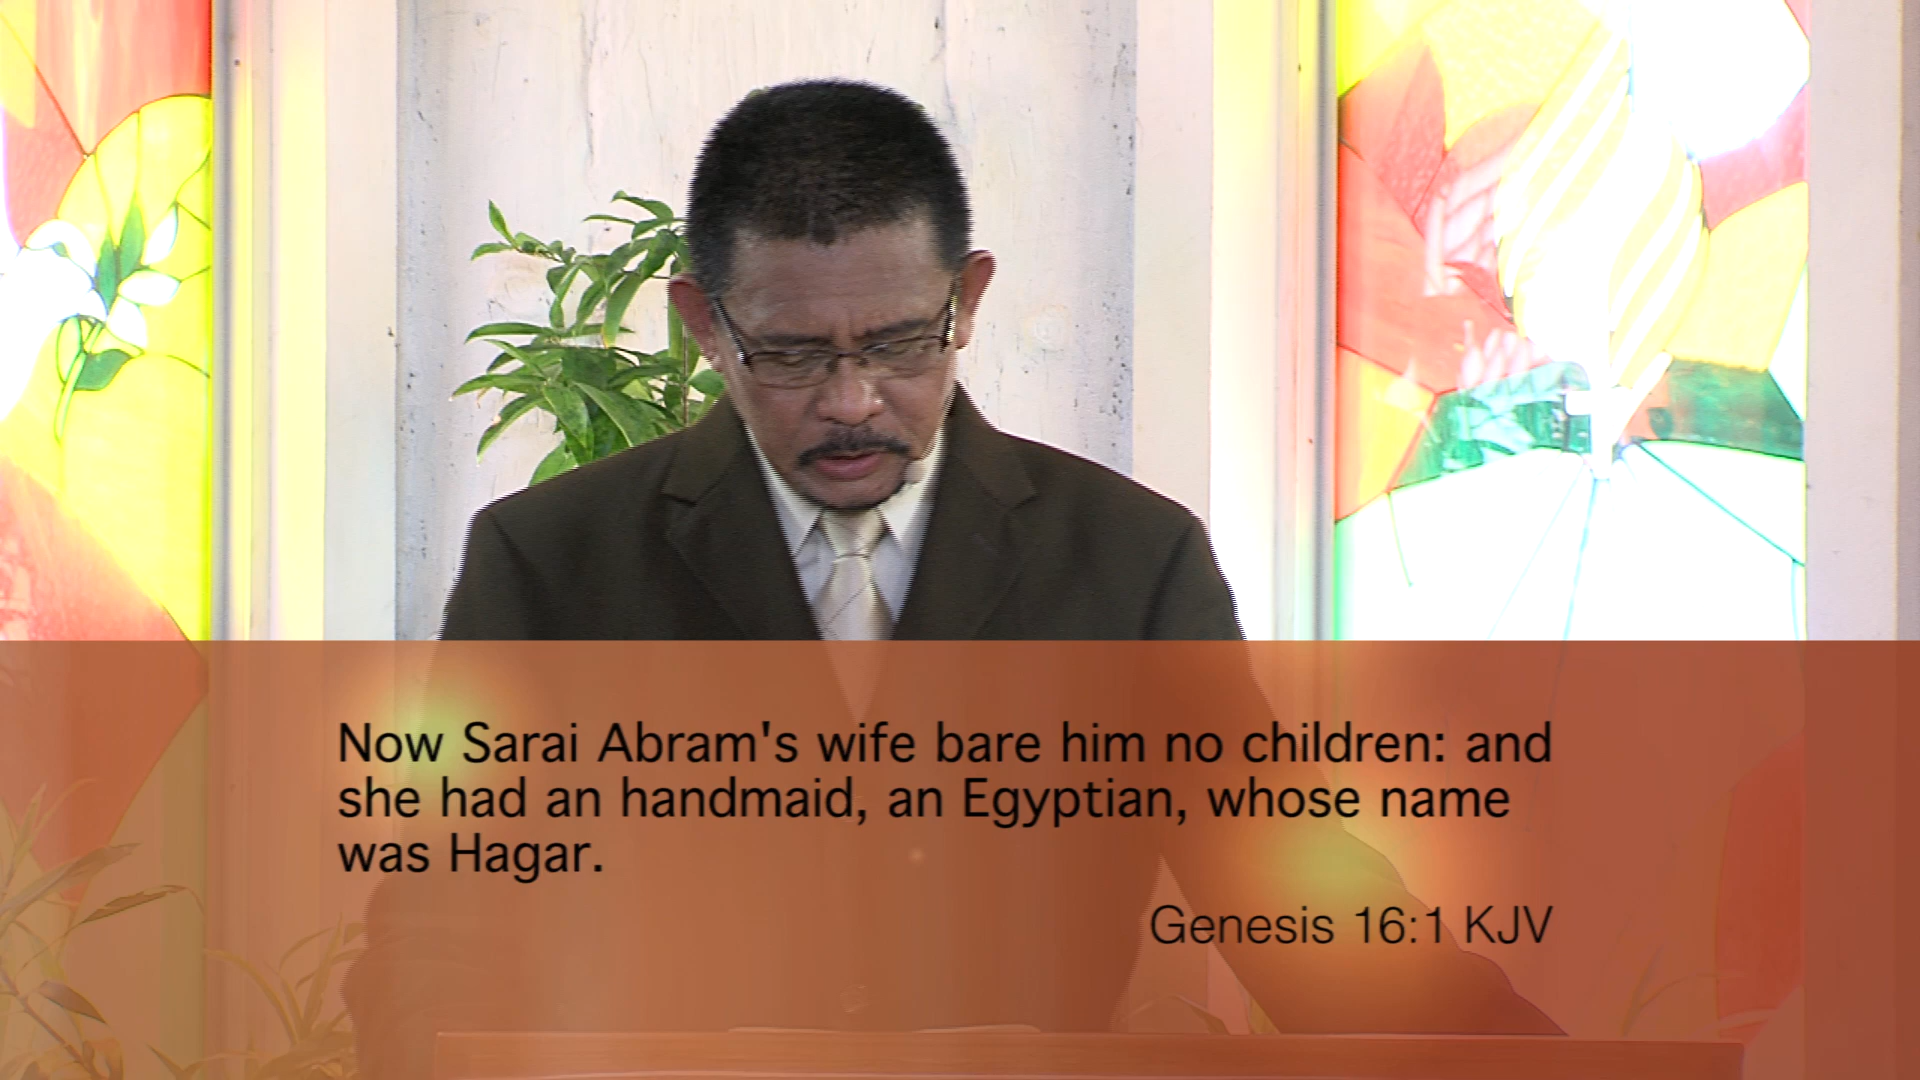 Now Sarai Abram's wife bare him no children: and
she had an handmaid, an Egyptian, whose name
was Hagar.
Genesis 16:1 KJV